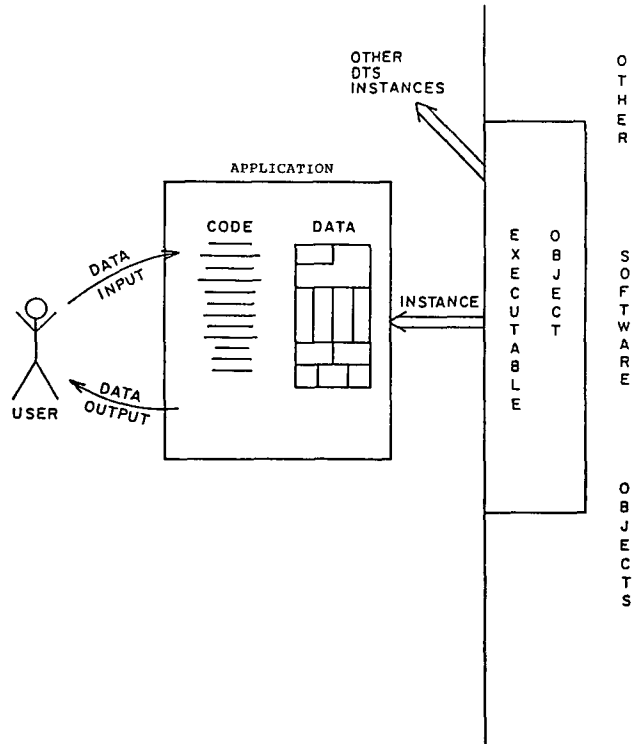 OTHER
DTS
INSTANCES
APPLICATION
CODE
DATA
DATA
INPUT
USER
DATA
OUTPUT
INSTANCE
EXECUTABLE
OBJECT
OTHER
SOFTWARE
OBJECTS